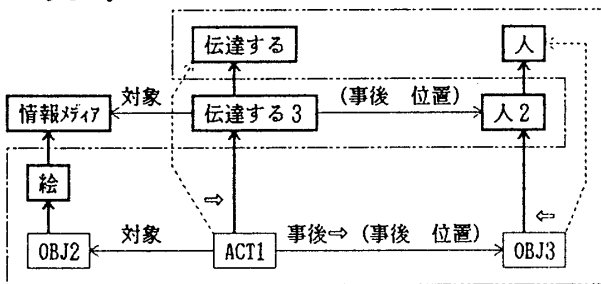 伝達する 人
対象 (事後 位置)
情報メディア 伝達する3 人2
絵
⇒ ⇐
対象 事後⇒(事後 位置)
OBJ2 ACT1 OBJ3